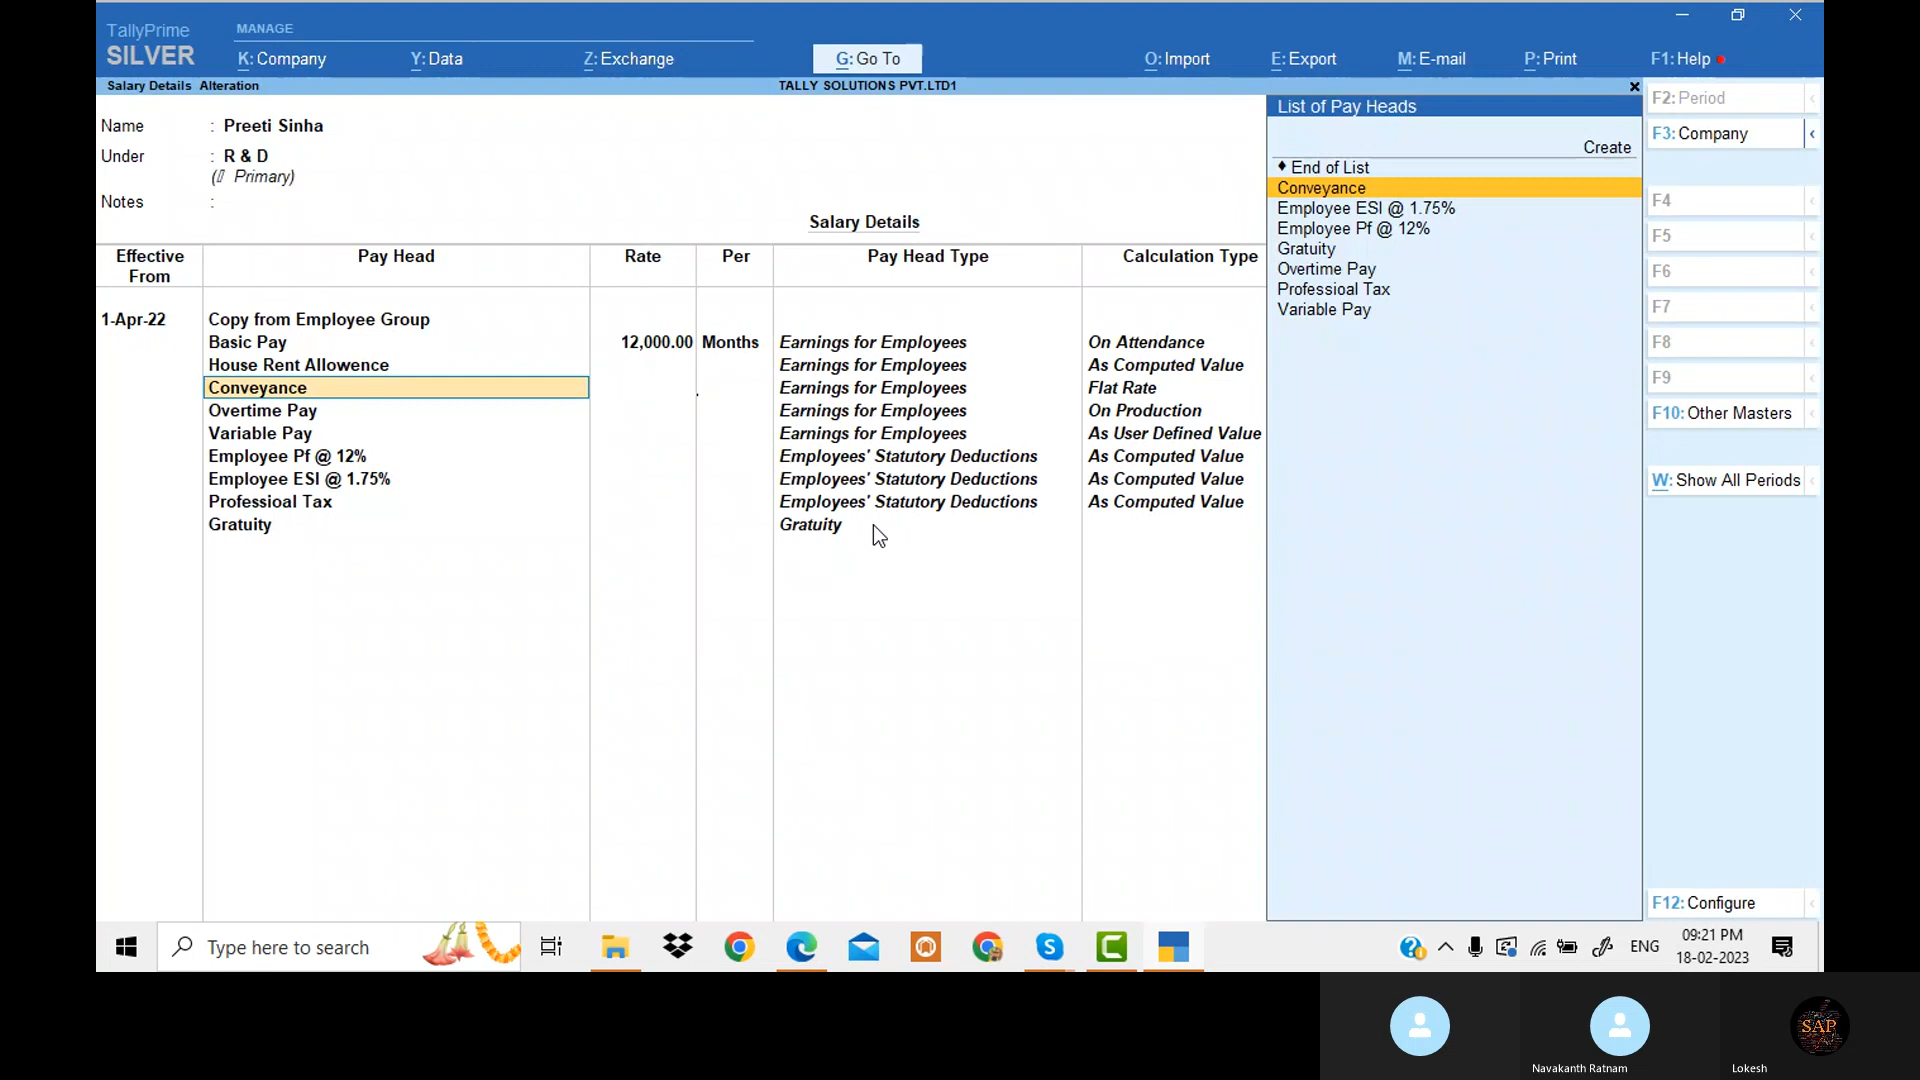 TallyPrime
SILVER
MANAGE
K: Company
Y: Data
Z: Exchange
G: Go To
O: Import
E: Export
M: E-mail
P: Print
F1: Help
Salary Details Alteration
TALLY SOLUTIONS PVT.LTD1
Name : Preeti Sinha
Under : R & D
( Primary)
Notes :
Salary Details
Effective From Pay Head Rate Per Pay Head Type Calculation Type
1-Apr-22 Copy from Employee Group
Basic Pay 12,000.00 Months Earnings for Employees On Attendance
House Rent Allowence Earnings for Employees As Computed Value
Conveyance Earnings for Employees Flat Rate
Overtime Pay Earnings for Employees On Production
Variable Pay Earnings for Employees As User Defined Value
Employee Pf @ 12% Employees' Statutory Deductions As Computed Value
Employee ESI @ 1.75% Employees' Statutory Deductions As Computed Value
Professioal Tax Employees' Statutory Deductions As Computed Value
Gratuity Gratuity
List of Pay Heads
Create
♦ End of List
Conveyance
Employee ESI @ 1.75%
Employee Pf @ 12%
Gratuity
Overtime Pay
Professioal Tax
Variable Pay
F2: Period
F3: Company
F4
F5
F6
F7
F8
F9
F10: Other Masters
W: Show All Periods
F12: Configure
Type here to search
ENG
09:21 PM
18-02-2023
SAP
Navakanth Ratnam
Lokesh